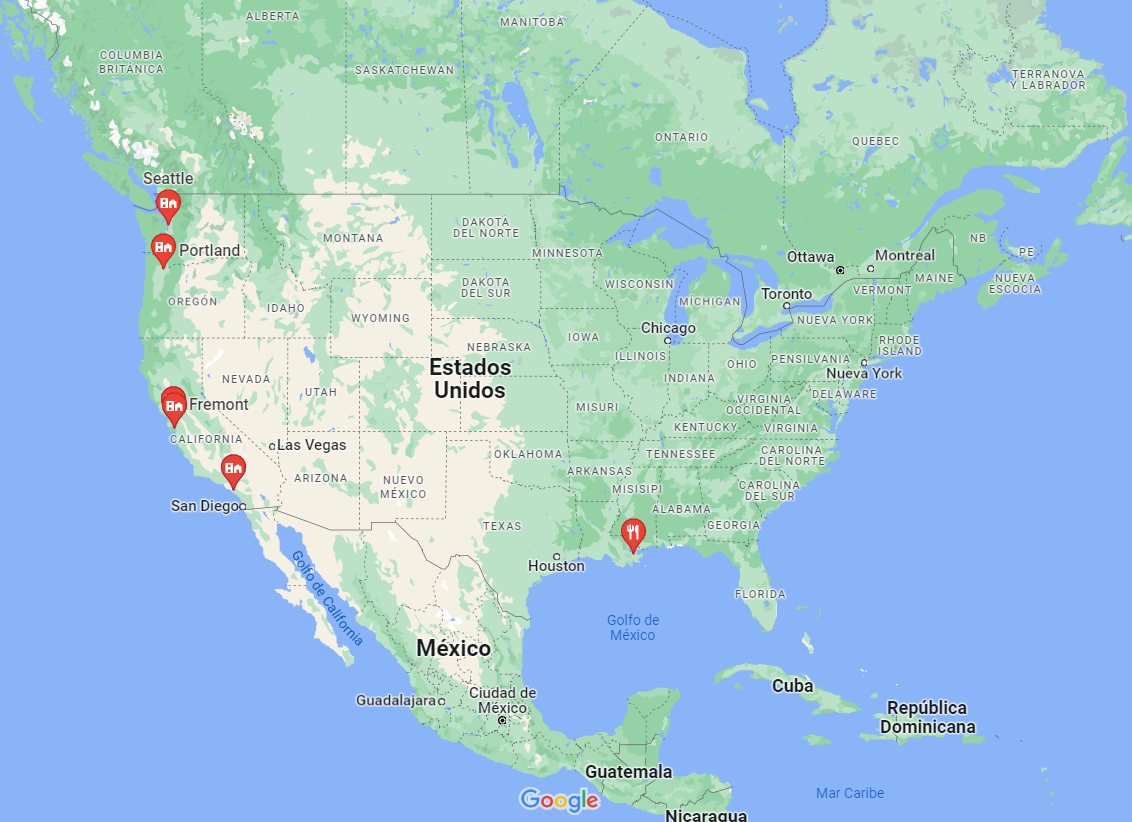 ALBERTA
MANITOBA
COLUMBIA
BRITÁNICA
SASKATCHEWAN
TERRANOVA
Y LABRADOR
ONTARIO
QUEBEC
Seattle
Portland
MONTANA
DAKOTA
DEL NORTE
MINNESOTA
Ottawa
Montreal
NB
PE
MAINE
NUEVA
ESCOCIA
OREGÓN
IDAHO
WYOMING
DAKOTA
DEL SUR
WISCONSIN
MICHIGAN
Toronto
VERMONT
NUEVA YORK
Chicago
IOWA
NEBRASKA
ILLINOIS
INDIANA
OHIO
PENSILVANIA
RHODE
ISLAND
Nueva York
Estados
Unidos
NEVADA
UTAH
Fremont
CALIFORNIA
Las Vegas
MISURI
VIRGINIA
OCCIDENTAL
DELAWARE
KENTUCKY
VIRGINIA
ARIZONA
NUEVO
MÉXICO
OKLAHOMA
ARKANSAS
TENNESSEE
CAROLINA
DEL NORTE
San Diego
MISISIPI
ALABAMA
CAROLINA
DEL SUR
GEORGIA
TEXAS
Houston
FLORIDA
Golfo de California
Golfo de
México
México
Guadalajara
Ciudad de
México
Cuba
República
Dominicana
Guatemala
Google
Mar Caribe
Nicaragua